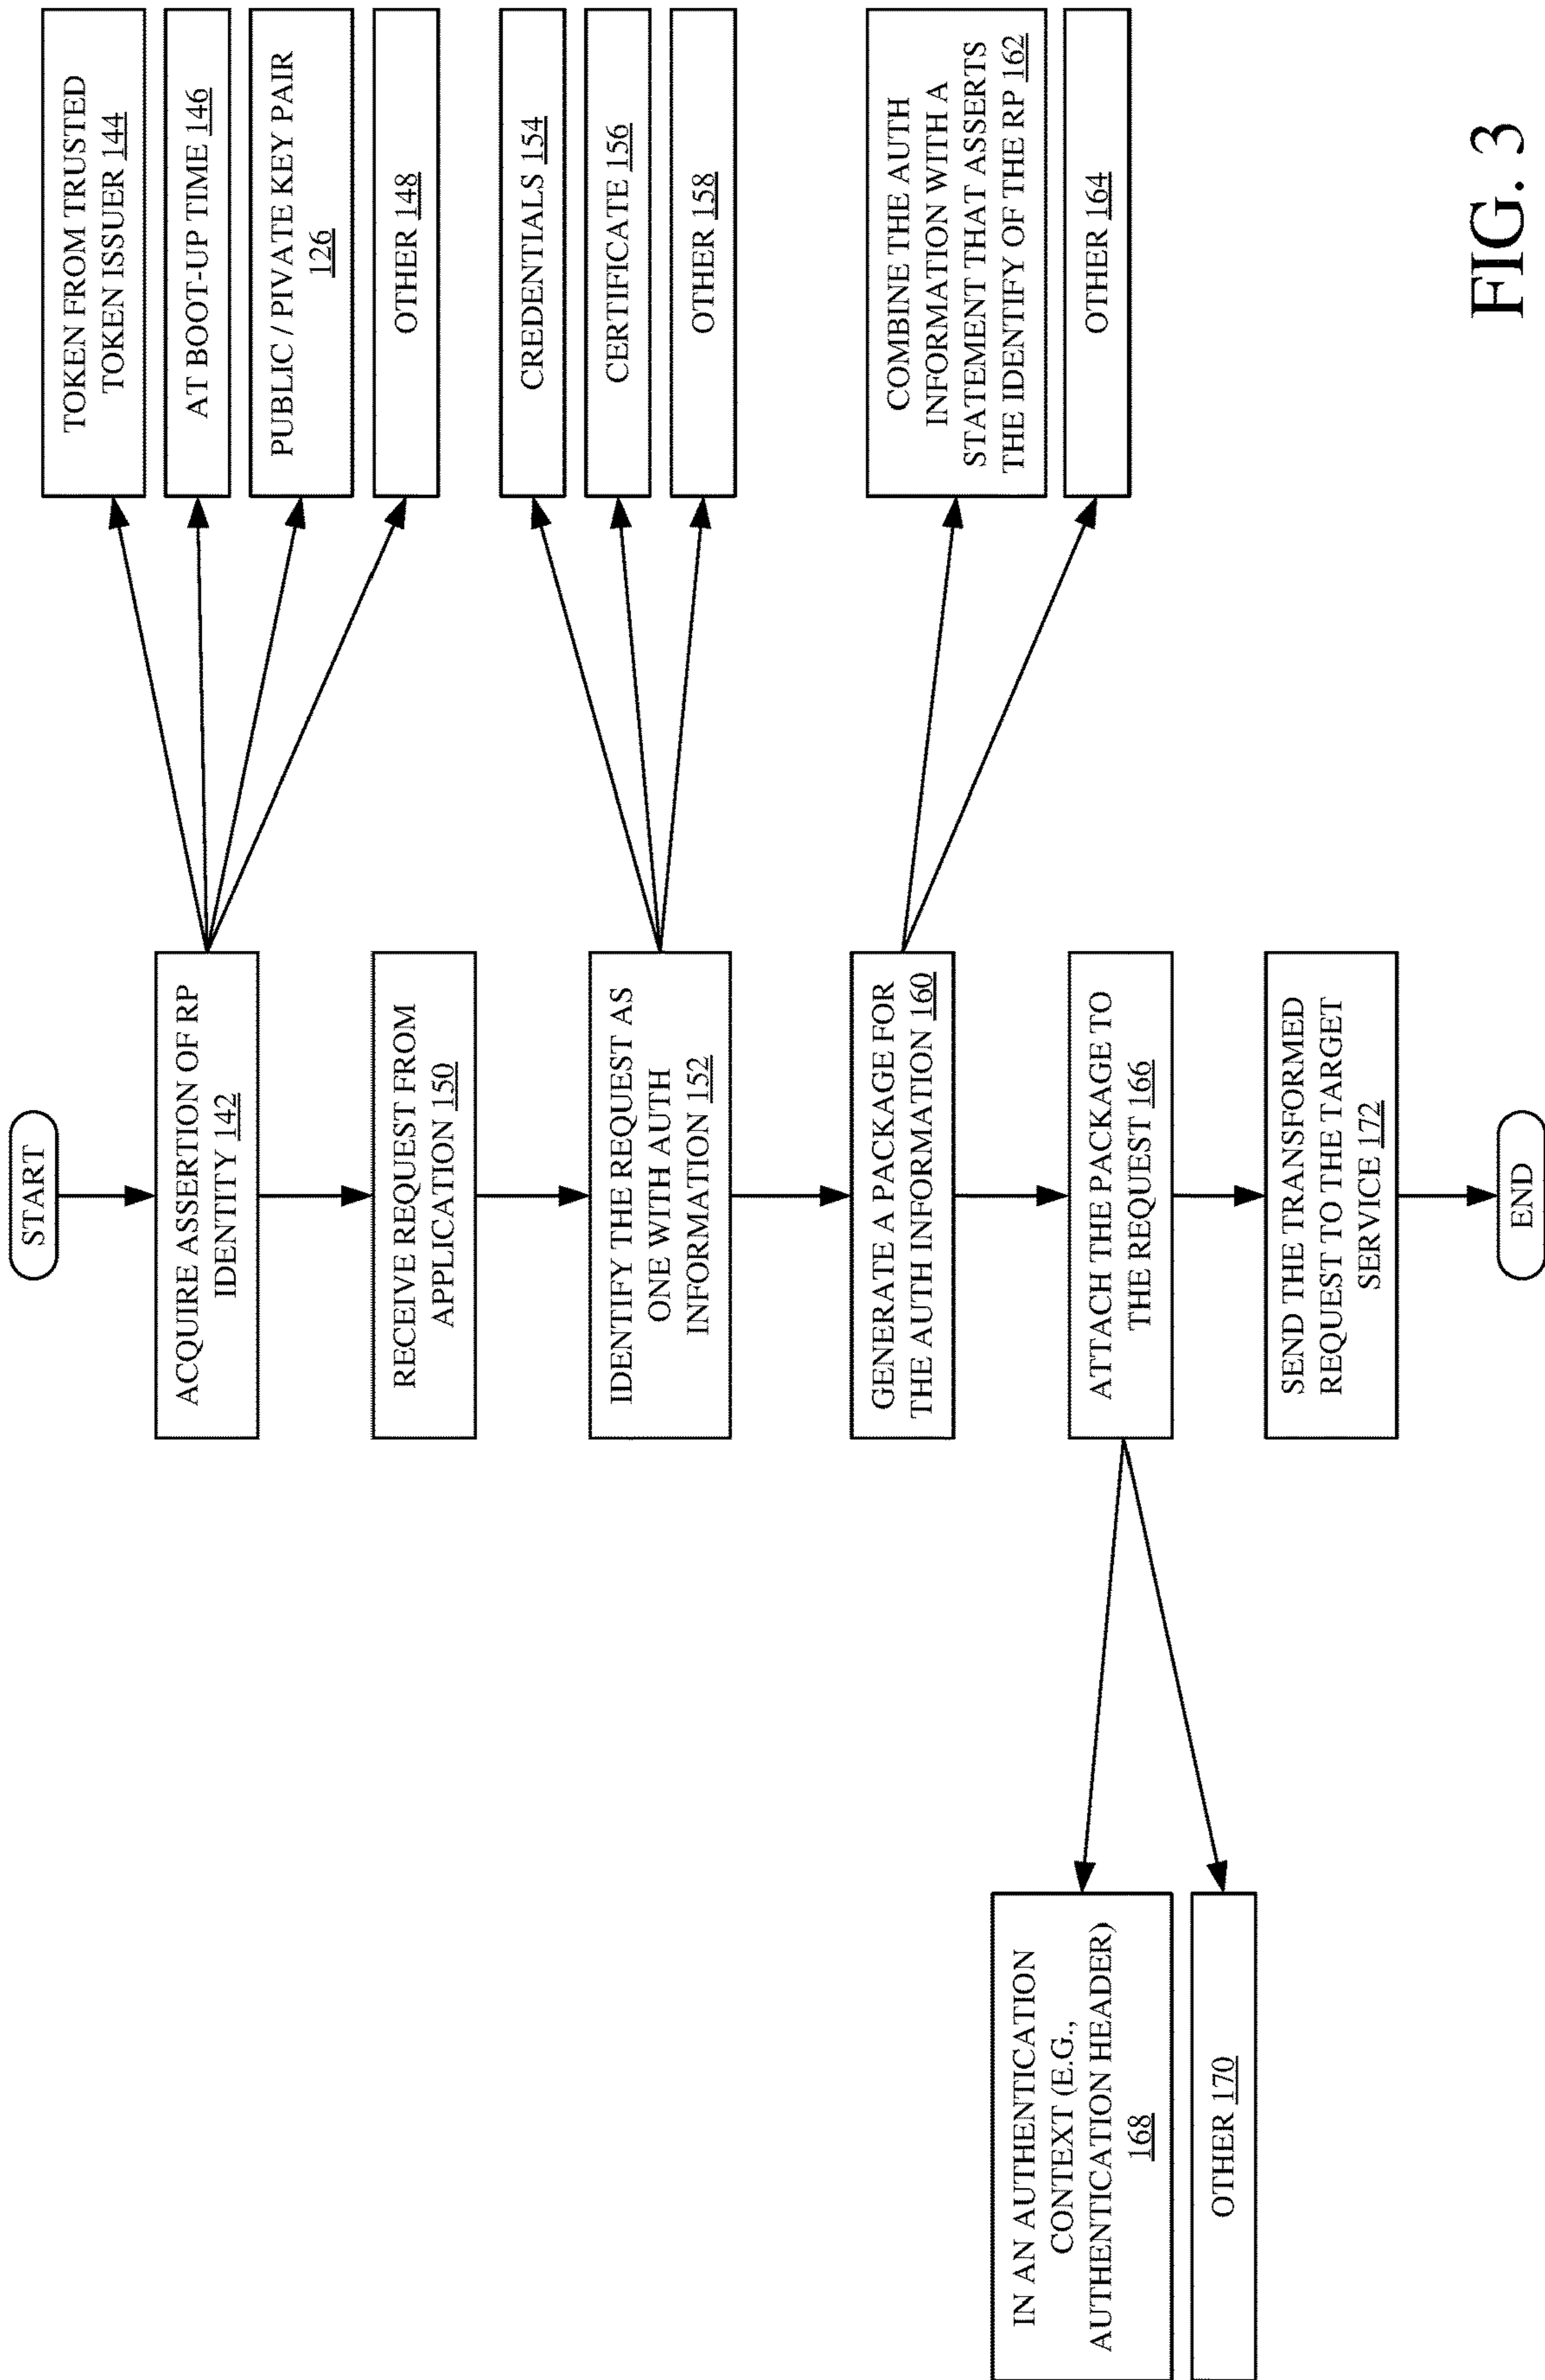 START
ACQUIRE ASSERTION OF RP
IDENTITY 142
TOKEN FROM TRUSTED
TOKEN ISSUER 144
AT BOOT-UP TIME 146
PUBLIC / PIVATE KEY PAIR
126
OTHER 148
RECEIVE REQUEST FROM
APPLICATION 150
IDENTIFY THE REQUEST AS
ONE WITH AUTH
INFORMATION 152
CREDENTIALS 154
CERTIFICATE 156
OTHER 158
GENERATE A PACKAGE FOR
THE AUTH INFORMATION 160
COMBINE THE AUTH
INFORMATION WITH A
STATEMENT THAT ASSERTS
THE IDENTIFY OF THE RP 162
OTHER 164
ATTACH THE PACKAGE TO
THE REQUEST 166
IN AN AUTHENTICATION
CONTEXT (E.G.,
AUTHENTICATION HEADER)
168
OTHER 170
SEND THE TRANSFORMED
REQUEST TO THE TARGET
SERVICE 172
END
FIG. 3